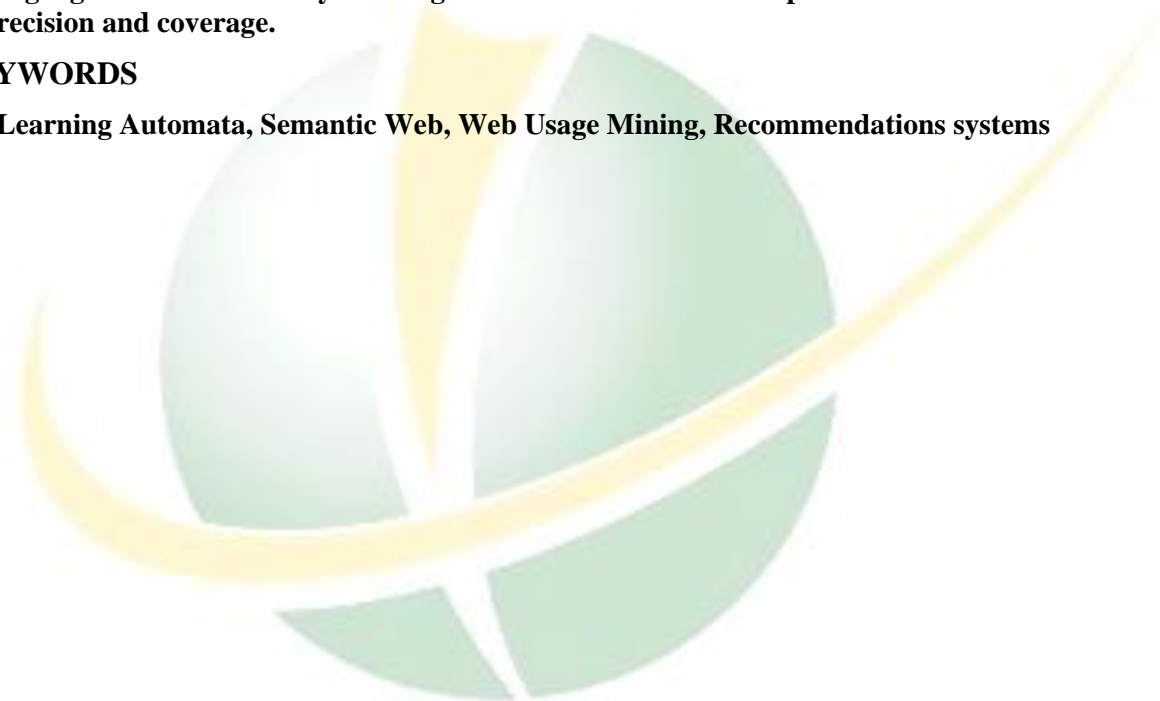 recision and coverage.
YWORDS
Learning Automata, Semantic Web, Web Usage Mining, Recommendations systems